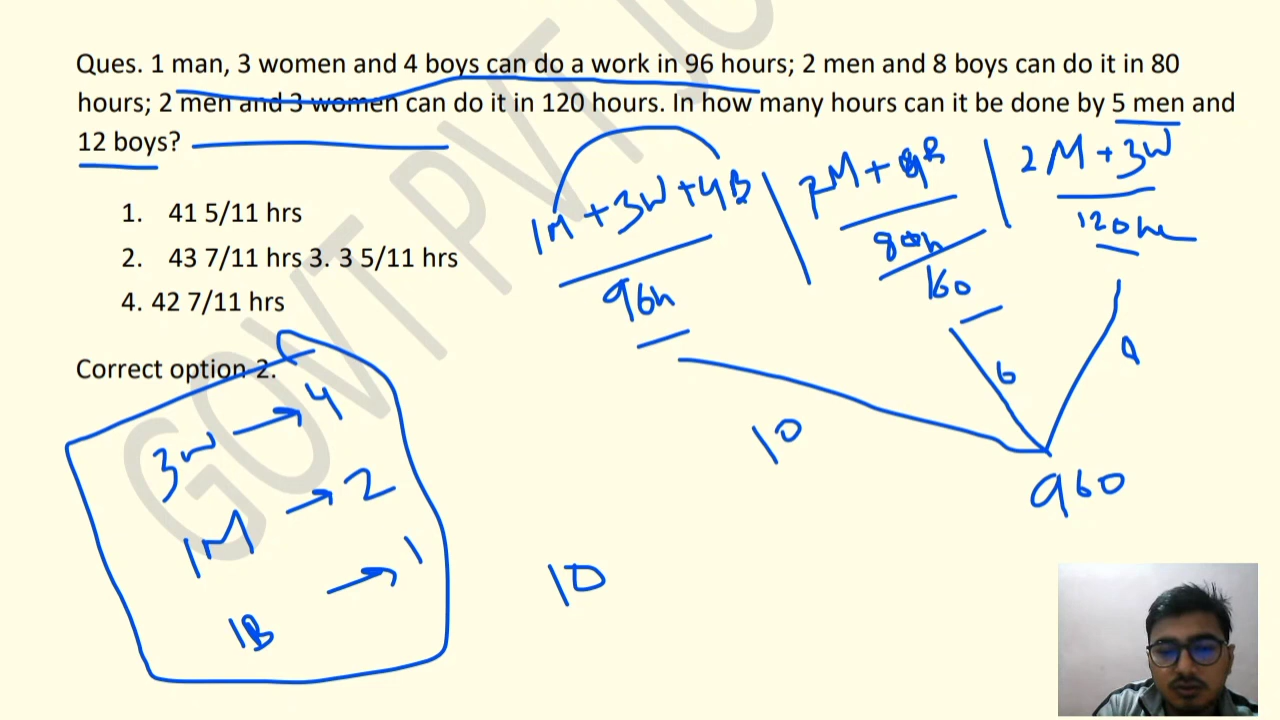 Ques. 1 man, 3 women and 4 boys can do a work in 96 hours; 2 men and 8 boys can do it in 80
hours; 2 men and 3 women can do it in 120 hours. In how many hours can it be done by 5 men and
12 boys?
1. 41 5/11 hrs
2. 43 7/11 hrs 3. 3 5/11 hrs
4. 42 7/11 hrs
Correct option 2.
1M + 3W + 4B
96h
2M + 8B
80h
160
2M + 3W
120hr
10
6
960
3W → 4
1M → 2
1B → 1
10
GOVT PVT JO